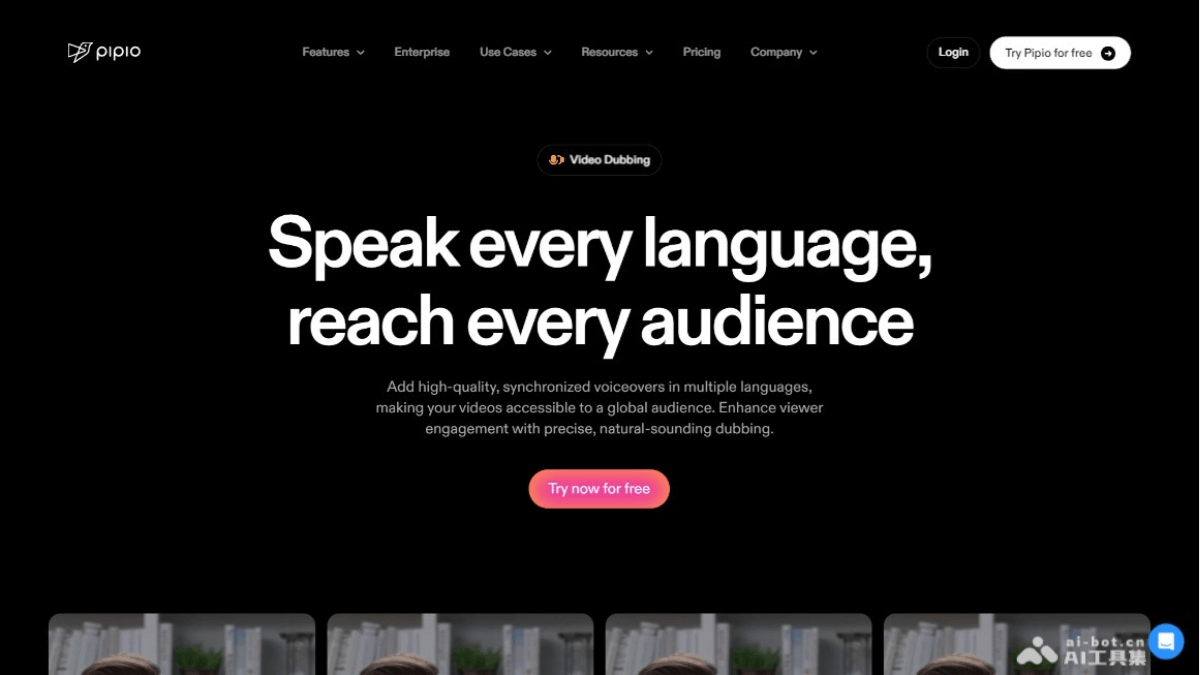 pipio
Features
Enterprise
Use Cases
Resources
Pricing
Company
Login
Try Pipio for free
Video Dubbing
Speak every language,
reach every audience
Add high-quality, synchronized voiceovers in multiple languages,
making your videos accessible to a global audience. Enhance viewer
engagement with precise, natural-sounding dubbing.
Try now for free
ai-bot.cn
AI工具集